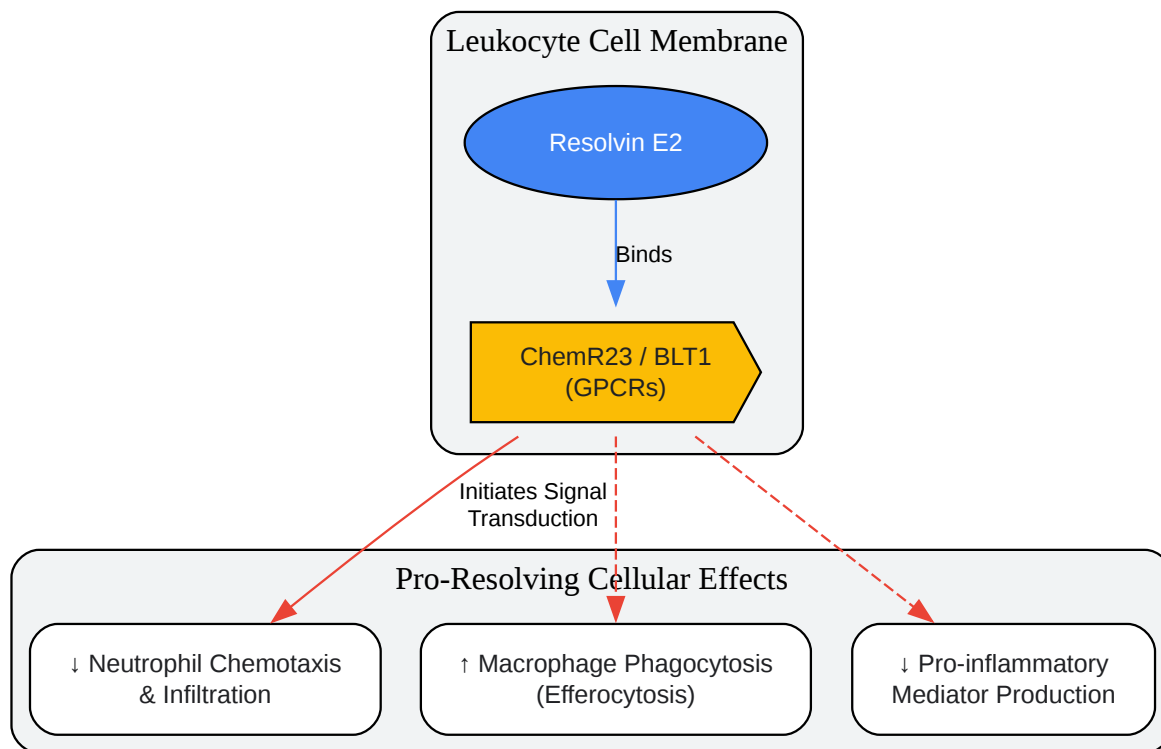 Leukocyte Cell Membrane
Resolvin E2
Binds
ChemR23 / BLT1
(GPCRs)
Initiates Signal
Transduction
Pro-Resolving Cellular Effects
↓ Neutrophil Chemotaxis
& Infiltration
↑ Macrophage Phagocytosis
(Efferocytosis)
↓ Pro-inflammatory
Mediator Production